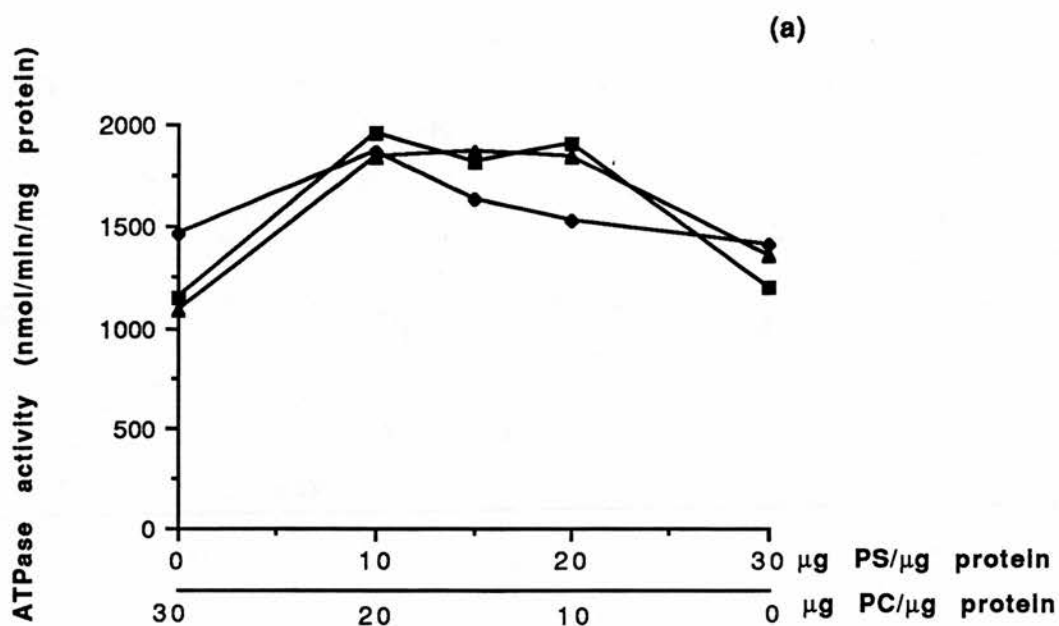 (a)
ATPase activity (nmol/min/mg protein)
2000
1500
1000
500
0
0 10 20 30 μg PS/μg protein
30 20 10 0 μg PC/μg protein